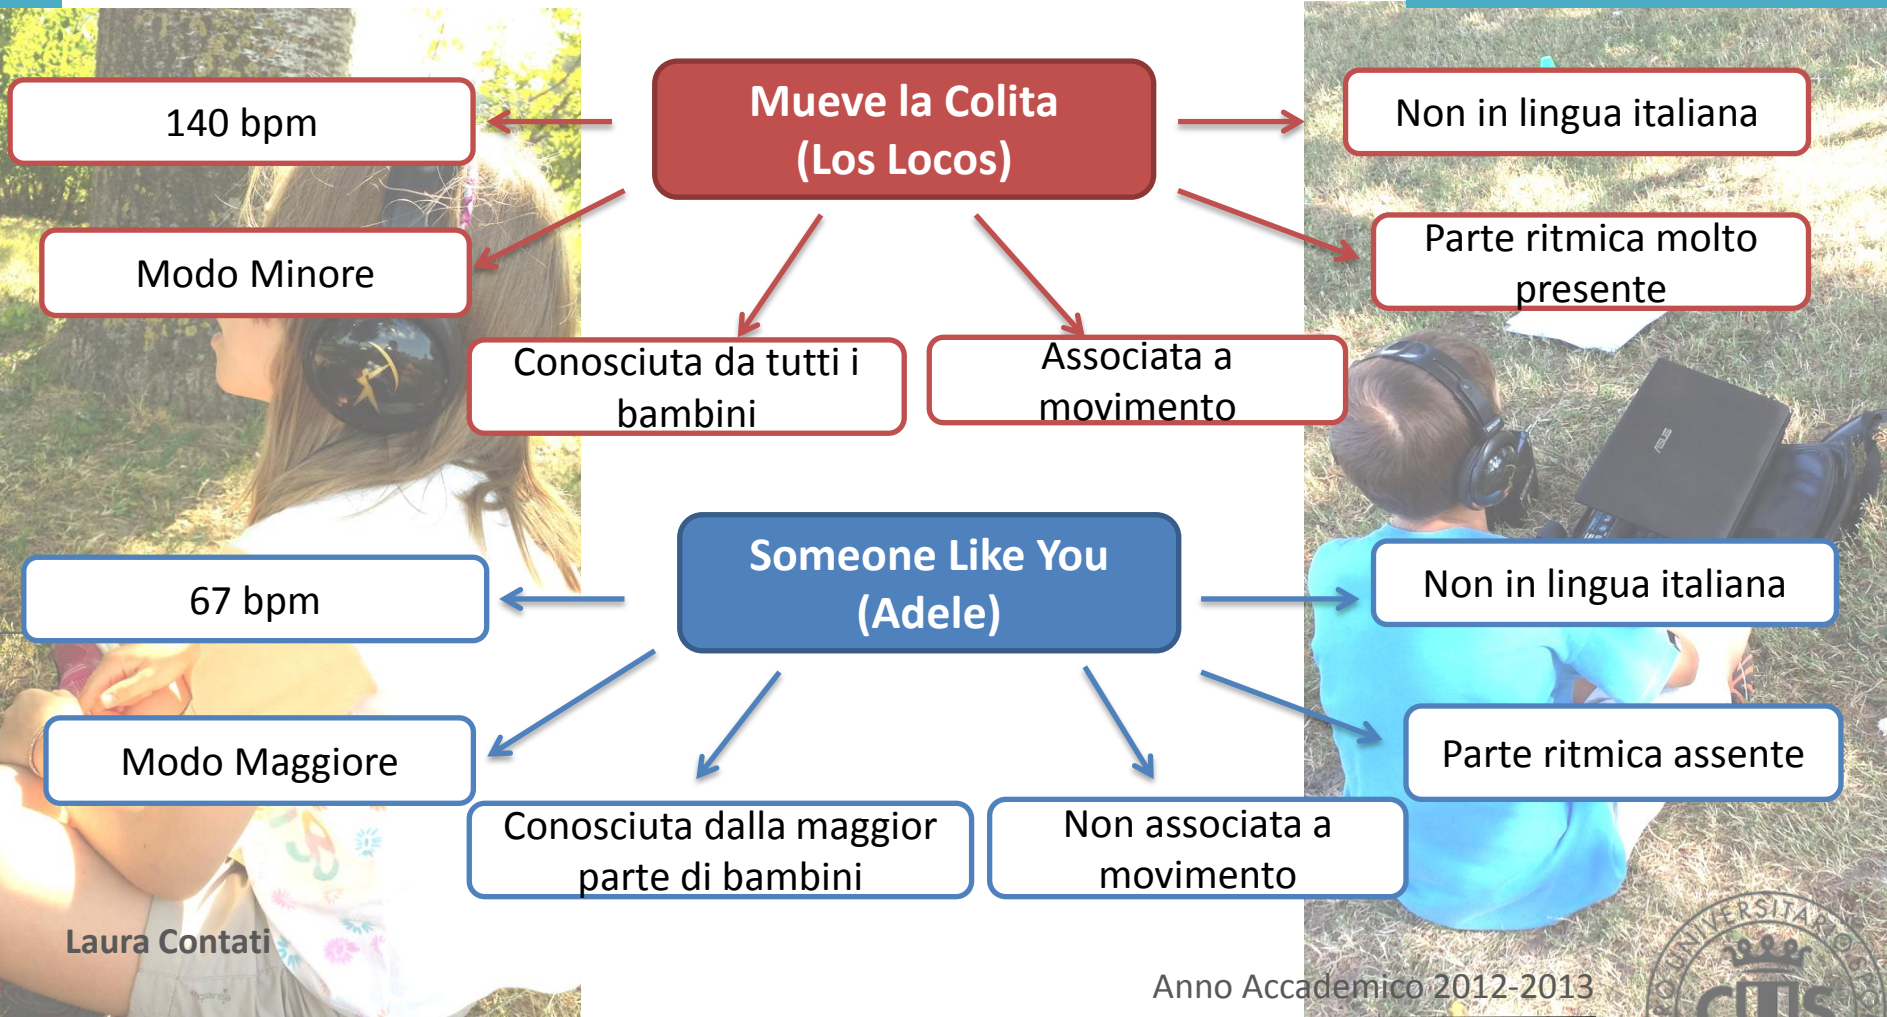 Mueve la Colita
(Los Locos)
140 bpm
Non in lingua italiana
Modo Minore
Parte ritmica molto
presente
Conosciuta da tutti i
bambini
Associata a
movimento
Someone Like You
(Adele)
67 bpm
Non in lingua italiana
Modo Maggiore
Parte ritmica assente
Conosciuta dalla maggior
parte di bambini
Non associata a
movimento
ASUS
Laura Contati
Anno Accademico 2012-2013